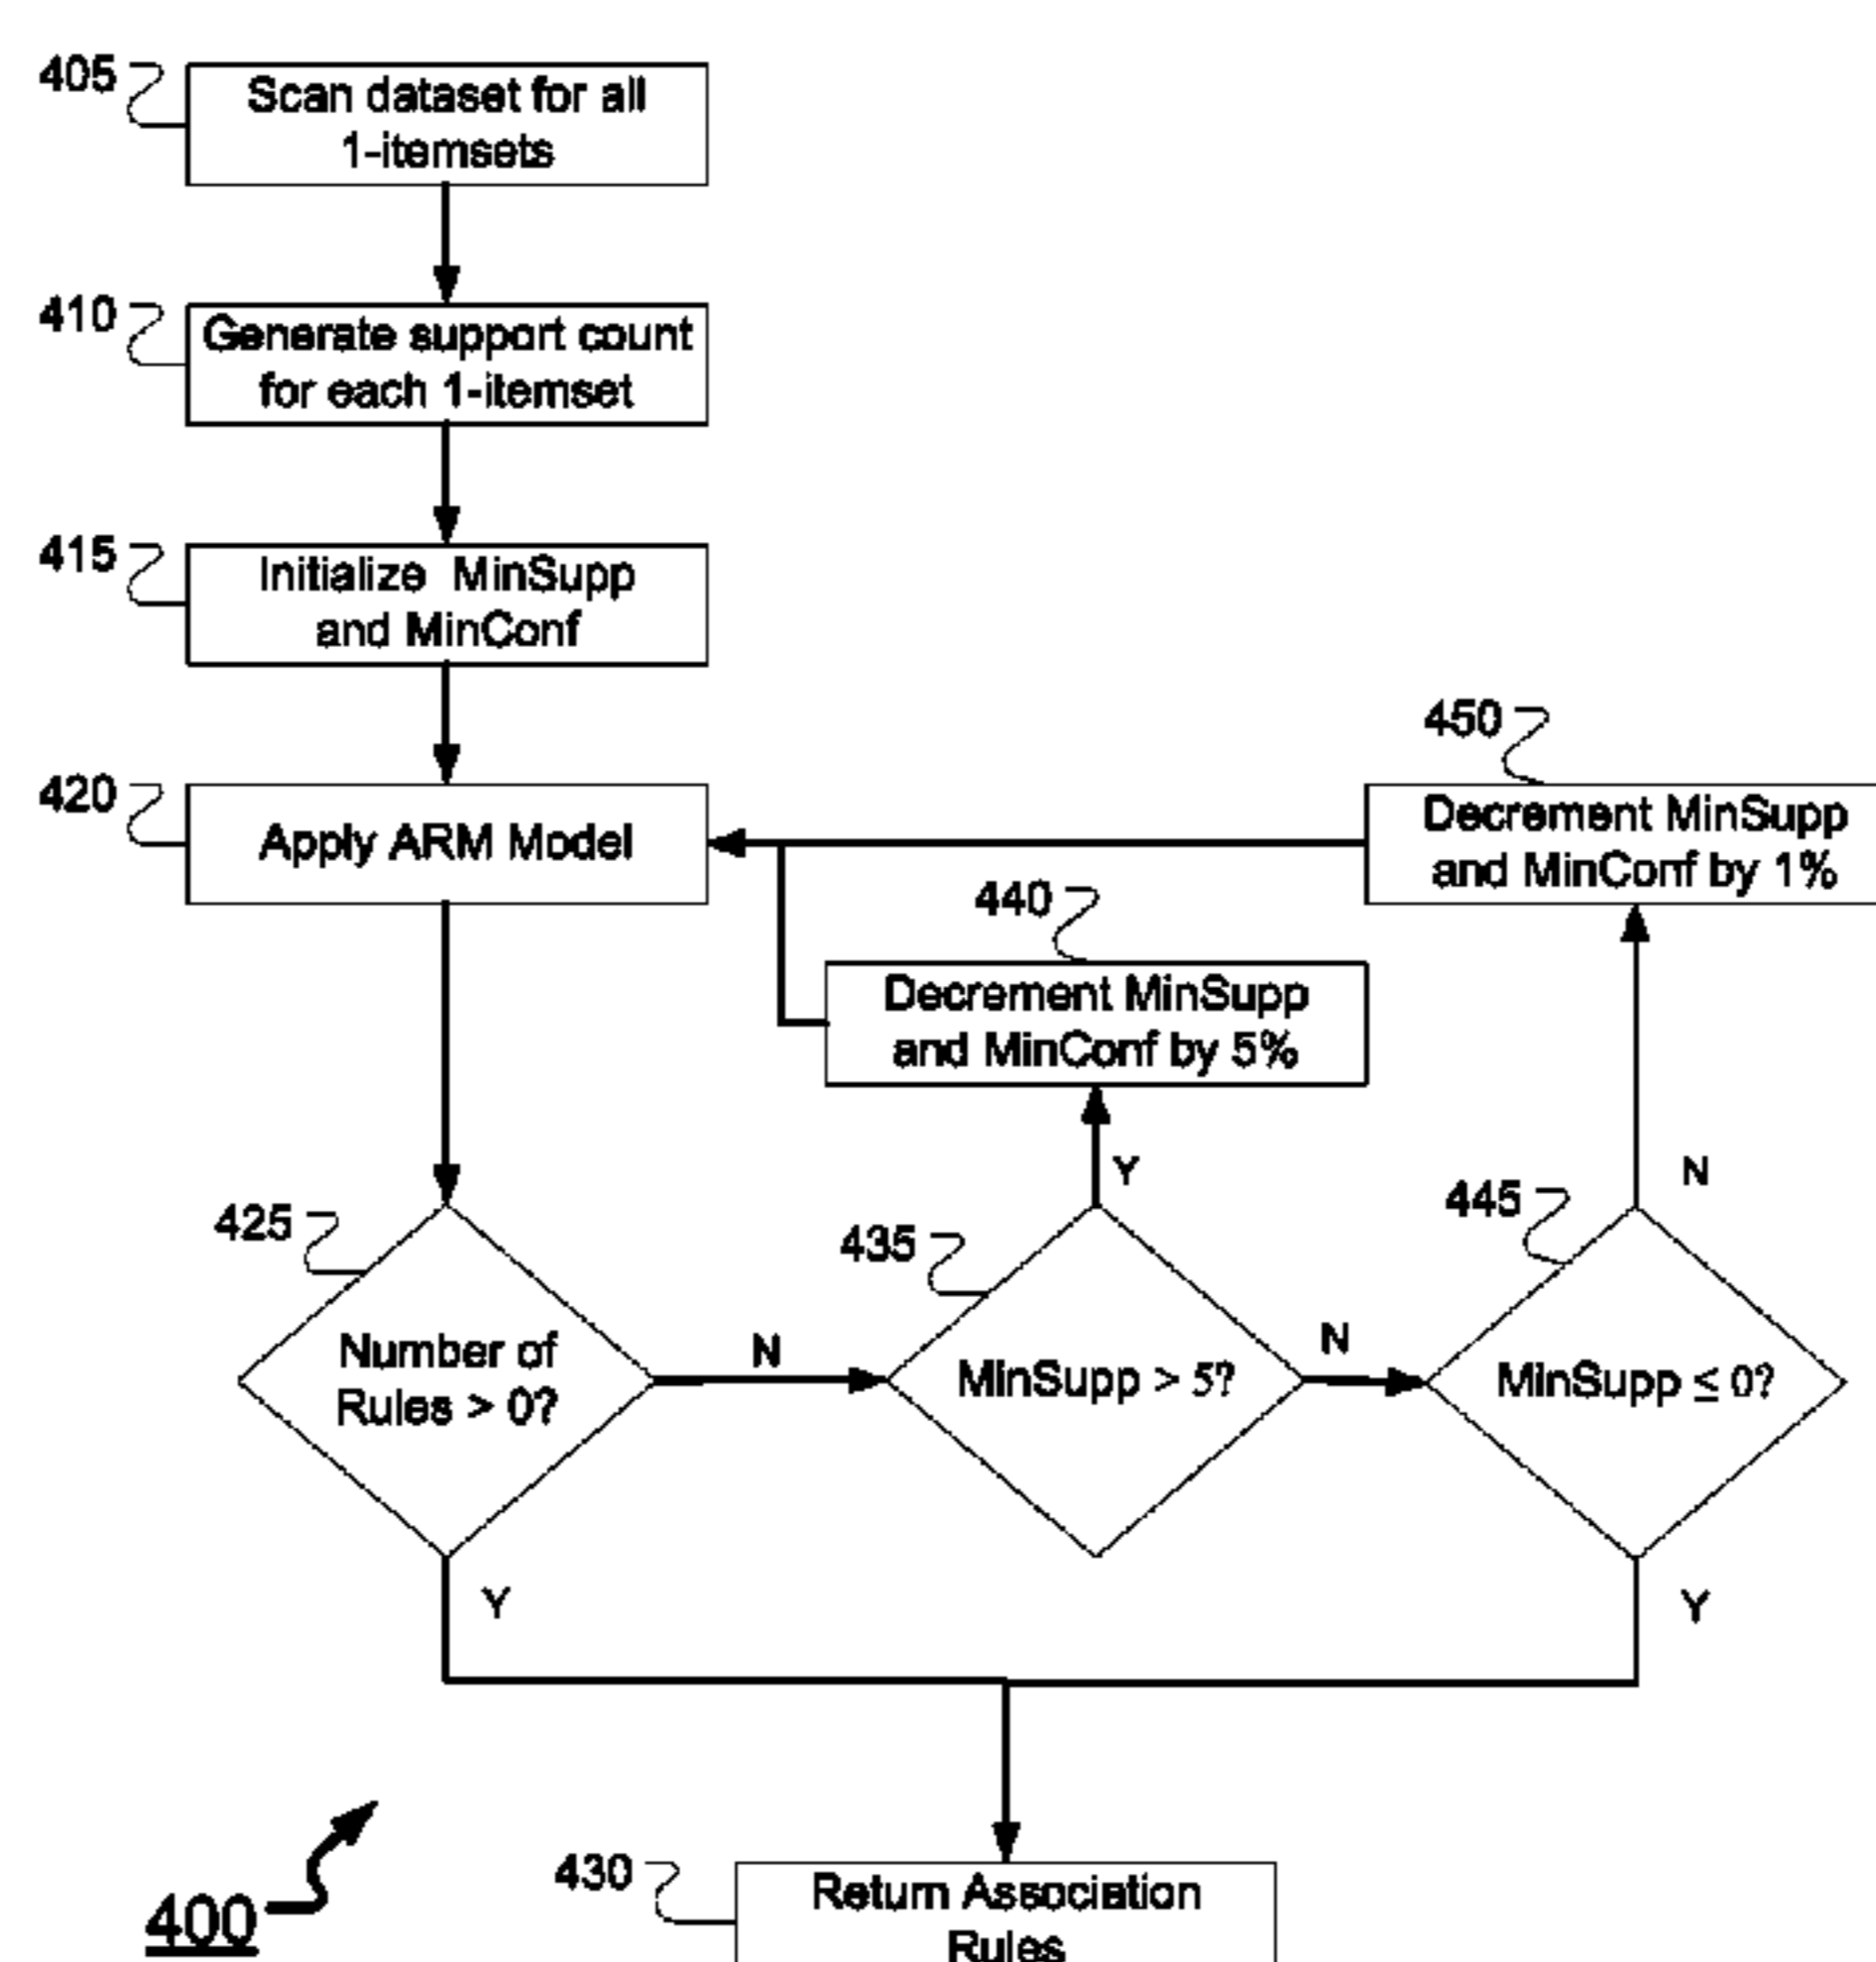 405
Scan dataset for all
1-itemsets
410
Generate support count
for each 1-itemset
415
Initialize MinSupp
and MinConf
420
Apply ARM Model
450
Decrement MinSupp
and MinConf by 1%
440
Decrement MinSupp
and MinConf by 5%
425
Number of
Rules > 0?
N
Y
435
MinSupp > 5?
Y
N
445
MinSupp ≤ 0?
N
Y
430
Return Association
Rules
400